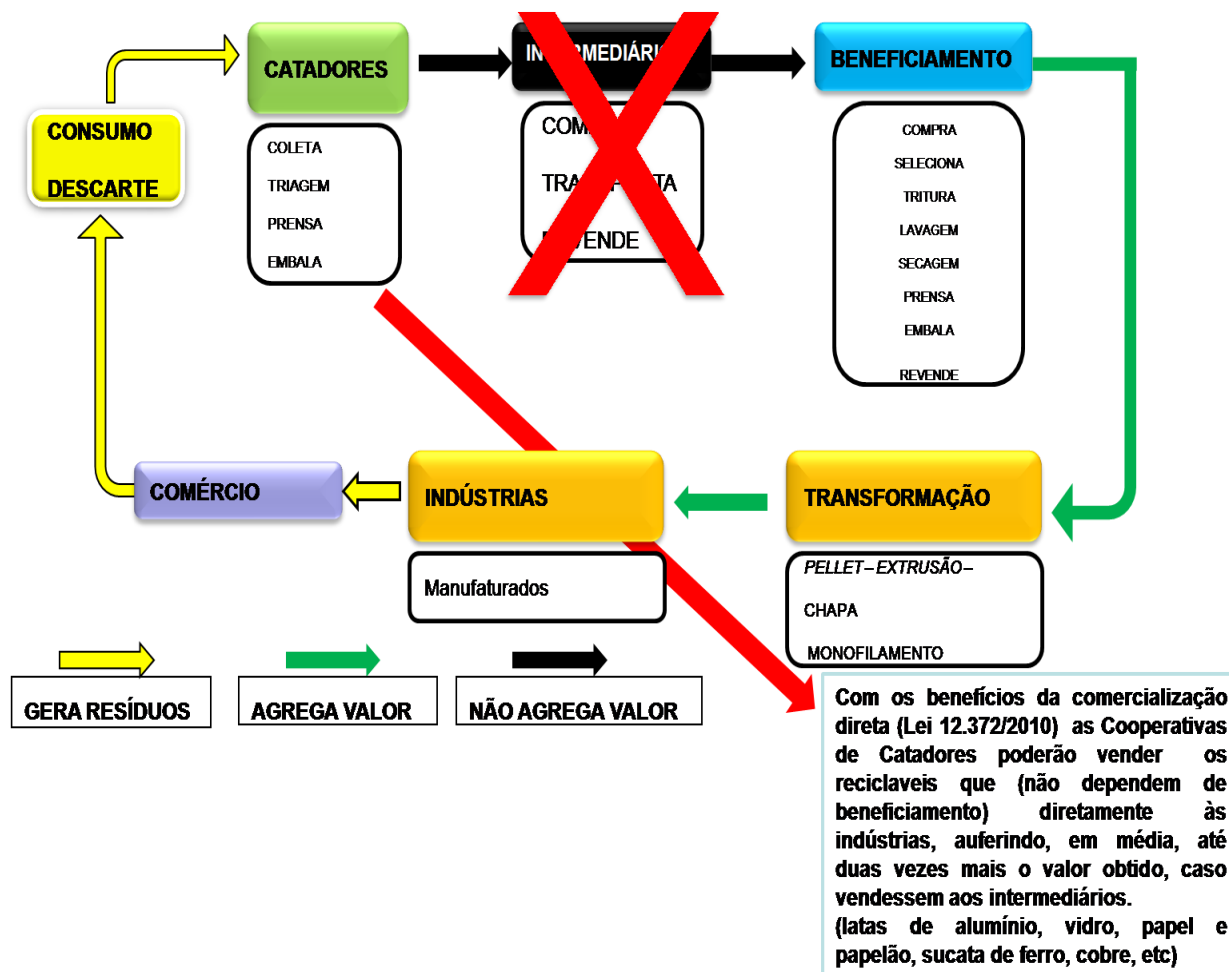 CATADORES
COLETA
TRIAGEM
PRENSA
EMBALA
BENEFICIAMENTO
COMPRA
SELECIONA
TRITURA
LAVAGEM
SECAGEM
PRENSA
EMBALA
REVENDE
CONSUMO
DESCARTE
COMÉRCIO
INDÚSTRIAS
Manufaturados
TRANSFORMAÇÃO
PELLET–EXTRUSÃO–
CHAPA
MONOFILAMENTO
GERA RESÍDUOS
AGREGA VALOR
NÃO AGREGA VALOR
Com os benefícios da comercialização
direta (Lei 12.372/2010) as Cooperativas
de Catadores poderão vender os
reciclaveis que (não dependem de
beneficiamento) diretamente às
indústrias, auferindo, em média, até
duas vezes mais o valor obtido, caso
vendessem aos intermediários.
(latas de alumínio, vidro, papel e
papelão, sucata de ferro, cobre, etc)